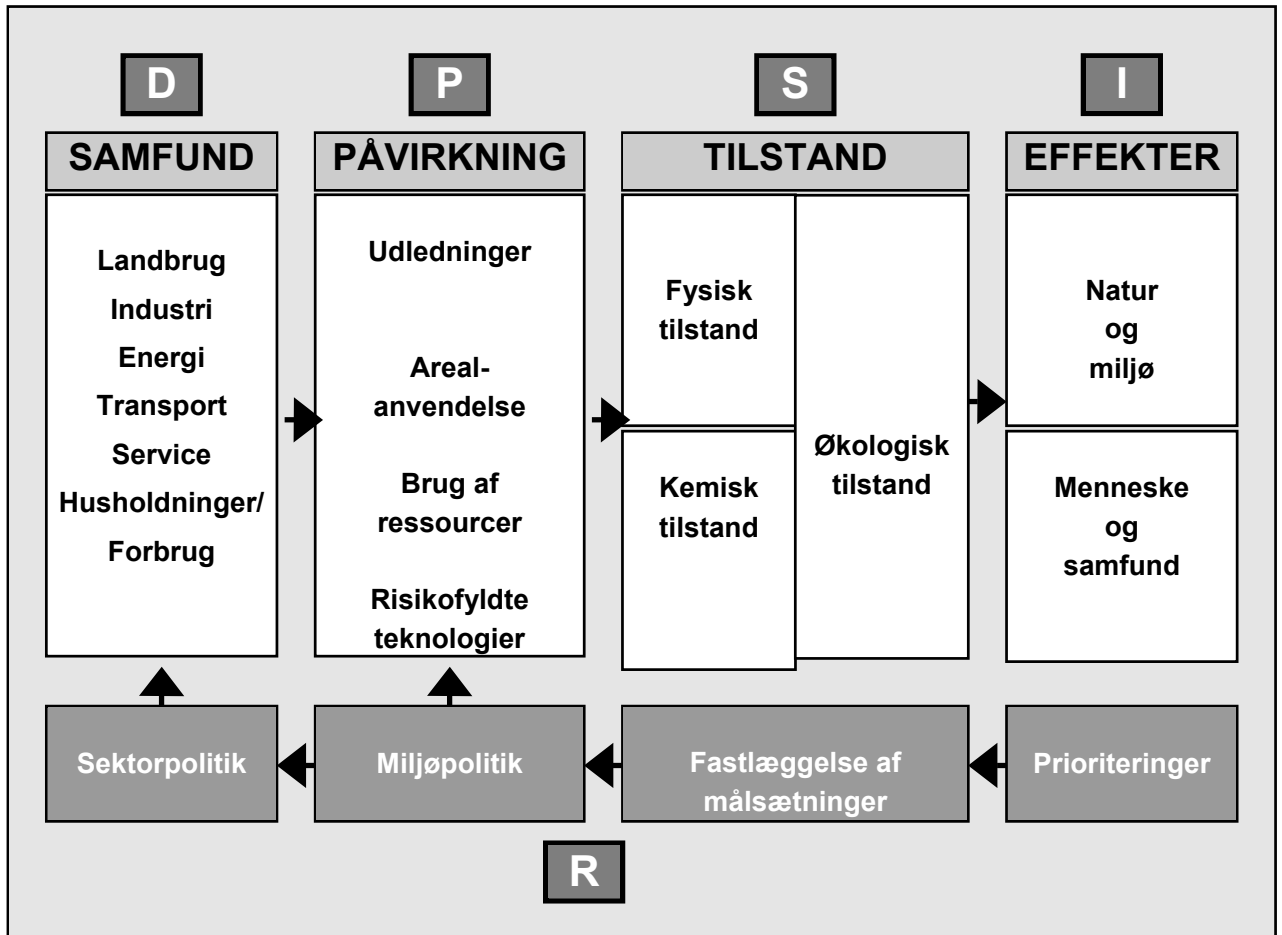 D
P
S
I
SAMFUND
PÅVIRKNING
TILSTAND
EFFEKTER
Landbrug
Industri
Energi
Transport
Service
Husholdninger/
Forbrug
Udledninger
Areal-
anvendelse
Brug af
ressourcer
Risikofyldte
teknologier
Fysisk
tilstand
Kemisk
tilstand
Økologisk
tilstand
Natur
og
miljø
Menneske
og
samfund
Sektorpolitik
Miljøpolitik
Fastlæggelse af
målsætninger
Prioriteringer
R